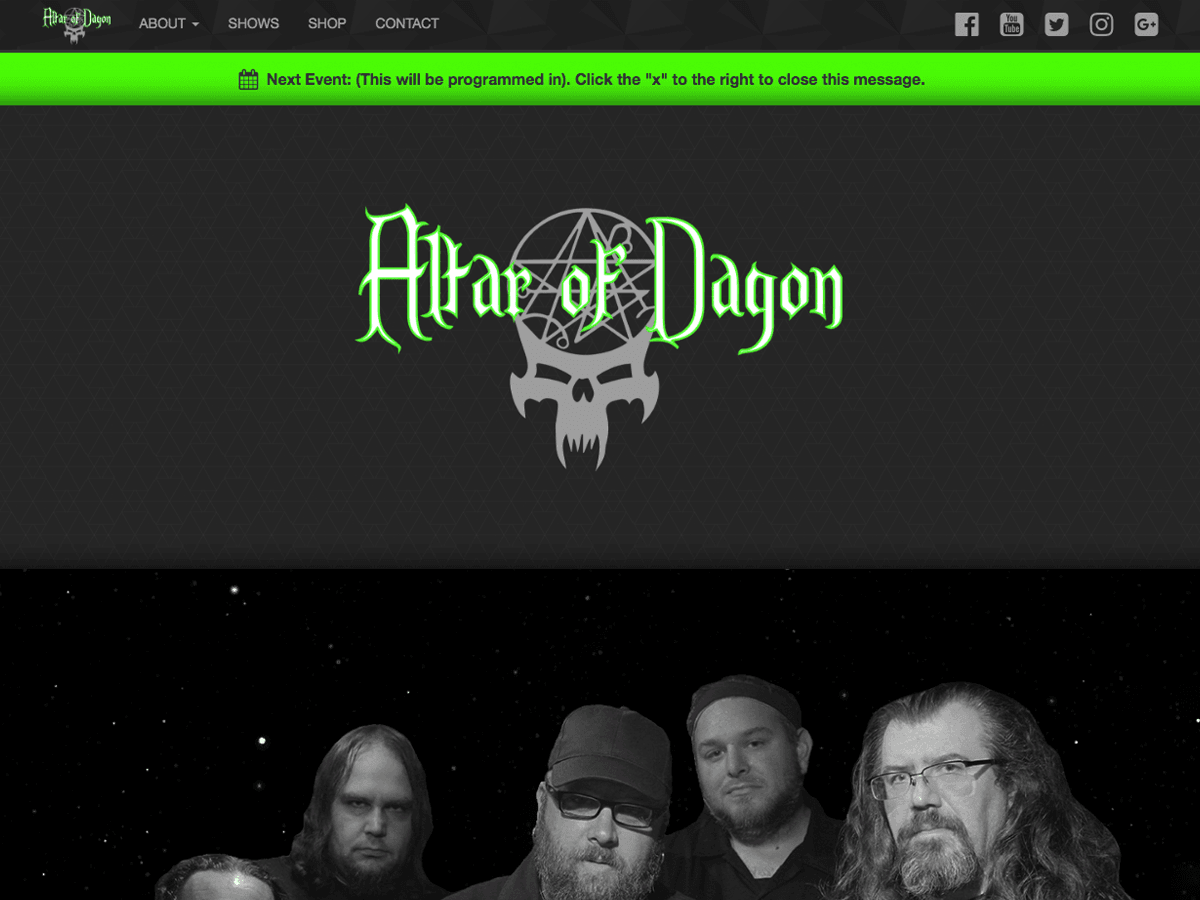 Altar of Dagon
ABOUT
SHOWS
SHOP
CONTACT
You
Tube
G+
Next Event: (This will be programmed in). Click the "x" to the right to close this message.
Altar of Dagon